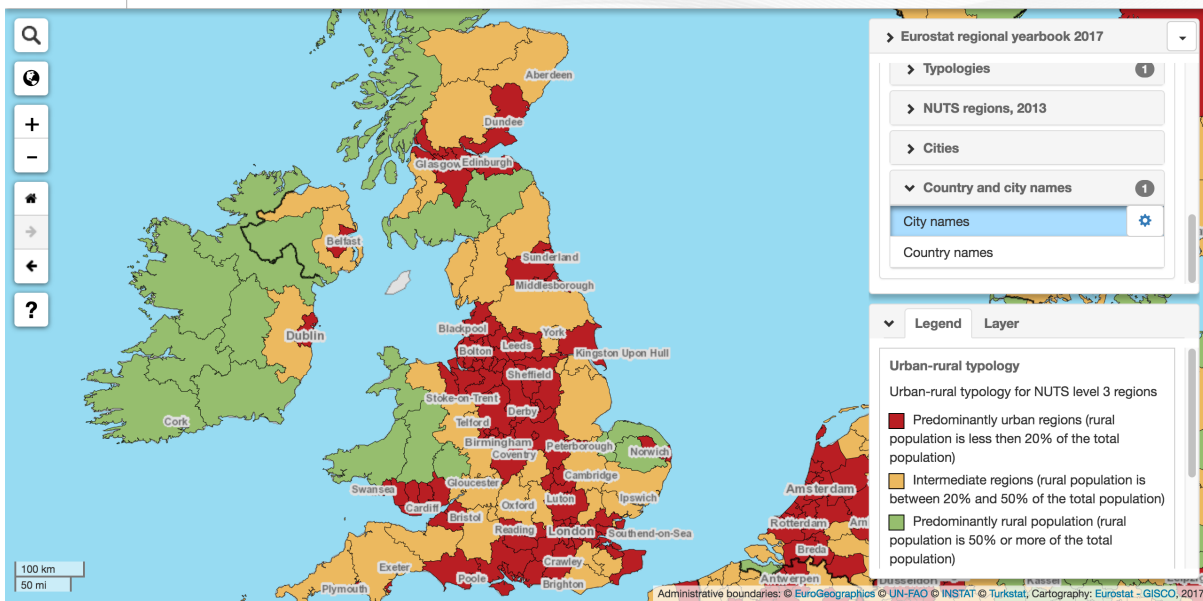 Eurostat regional yearbook 2017
Typologies 1
NUTS regions, 2013
Cities
Country and city names 1
City names
Country names
Legend Layer
Urban-rural typology
Urban-rural typology for NUTS level 3 regions
Predominantly urban regions (rural
population is less then 20% of the total
population)
Intermediate regions (rural population is
between 20% and 50% of the total population)
Predominantly rural population (rural
population is 50% or more of the total
population)
+
−
?
Aberdeen
Dundee
Glasgow Edinburgh
Belfast
Sunderland
Middlesborough
Dublin
Blackpool
York
Leeds
Bolton
Kingston Upon Hull
Sheffield
Stoke-on-Trent
Derby
Cork
Telford
Birmingham
Peterborough
Norwich
Coventry
Cambridge
Gloucester
Swansea
Amsterdam
Luton
Ipswich
Oxford
Cardiff
Bristol
Rotterdam
Reading
London
Southend-on-Sea
Breda
Crawley
Exeter
Poole
Brighton
Antwerpen
Plymouth
Düsseldorf
Kassel
100 km
50 mi
Administrative boundaries: © EuroGeographics © UN-FAO © INSTAT © Turkstat, Cartography: Eurostat - GISCO, 201